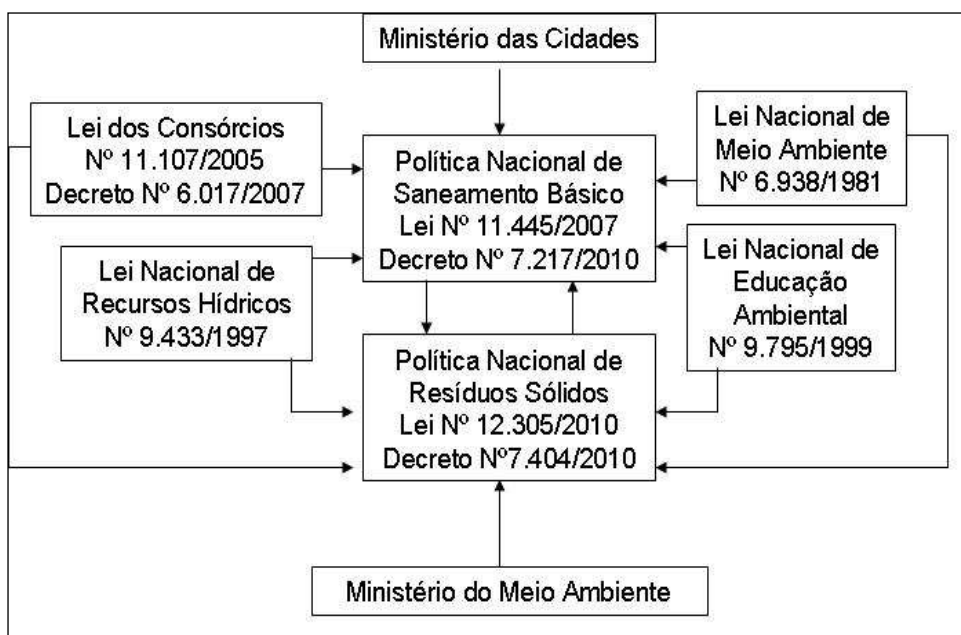 Ministério das Cidades
Lei dos Consórcios
Nº 11.107/2005
Decreto Nº 6.017/2007
Política Nacional de
Saneamento Básico
Lei Nº 11.445/2007
Decreto Nº 7.217/2010
Lei Nacional de
Meio Ambiente
Nº 6.938/1981
Lei Nacional de
Recursos Hídricos
Nº 9.433/1997
Lei Nacional de
Educação
Ambiental
Nº 9.795/1999
Política Nacional de
Resíduos Sólidos
Lei Nº 12.305/2010
Decreto Nº7.404/2010
Ministério do Meio Ambiente